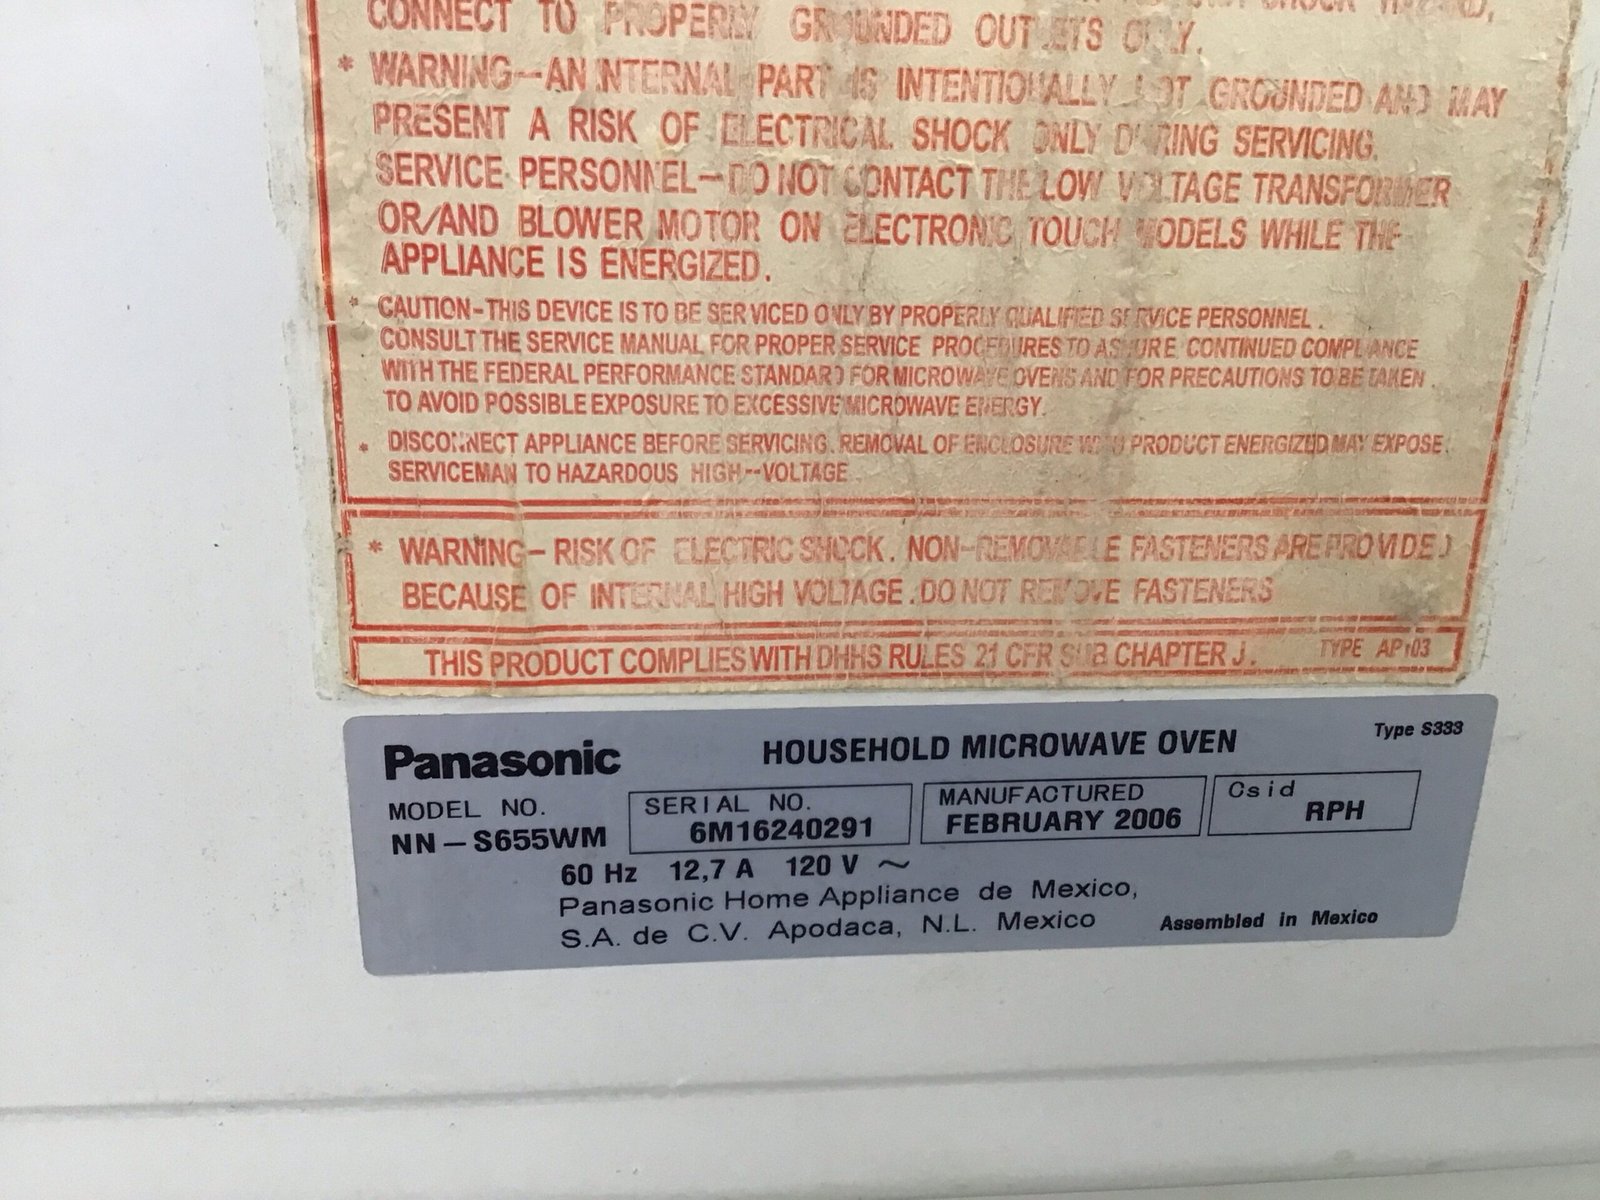 CONNECT TO PROPERLY GROUNDED OUTLETS ONLY.
* WARNING—AN INTERNAL PART IS INTENTIONALLY NOT GROUNDED AND MAY
PRESENT A RISK OF ELECTRICAL SHOCK ONLY DURING SERVICING.
SERVICE PERSONNEL—DO NOT CONTACT THE LOW VOLTAGE TRANSFORMER
OR/AND BLOWER MOTOR ON ELECTRONIC TOUCH MODELS WHILE THE
APPLIANCE IS ENERGIZED.
* CAUTION-THIS DEVICE IS TO BE SERVICED ONLY BY PROPERLY QUALIFIED SERVICE PERSONNEL.
CONSULT THE SERVICE MANUAL FOR PROPER SERVICE PROCEDURES TO ASSURE CONTINUED COMPLIANCE
WITH THE FEDERAL PERFORMANCE STANDARD FOR MICROWAVE OVENS AND FOR PRECAUTIONS TO BE TAKEN
TO AVOID POSSIBLE EXPOSURE TO EXCESSIVE MICROWAVE ENERGY.
* DISCONNECT APPLIANCE BEFORE SERVICING. REMOVAL OF ENCLOSURE WITH PRODUCT ENERGIZED MAY EXPOSE
SERVICEMAN TO HAZARDOUS HIGH--VOLTAGE
* WARNING- RISK OF ELECTRIC SHOCK. NON-REMOVABLE FASTENERS ARE PROVIDED
BECAUSE OF INTERNAL HIGH VOLTAGE. DO NOT REMOVE FASTENERS
THIS PRODUCT COMPLIES WITH DHHS RULES 21 CFR SUB CHAPTER J. TYPE AP103
Panasonic HOUSEHOLD MICROWAVE OVEN Type S333
MODEL NO. SERIAL NO. MANUFACTURED Csid
NN-S655WM 6M16240291 FEBRUARY 2006 RPH
60 Hz 12,7 A 120 V ~
Panasonic Home Appliance de Mexico,
S.A. de C.V. Apodaca, N.L. Mexico Assembled in Mexico